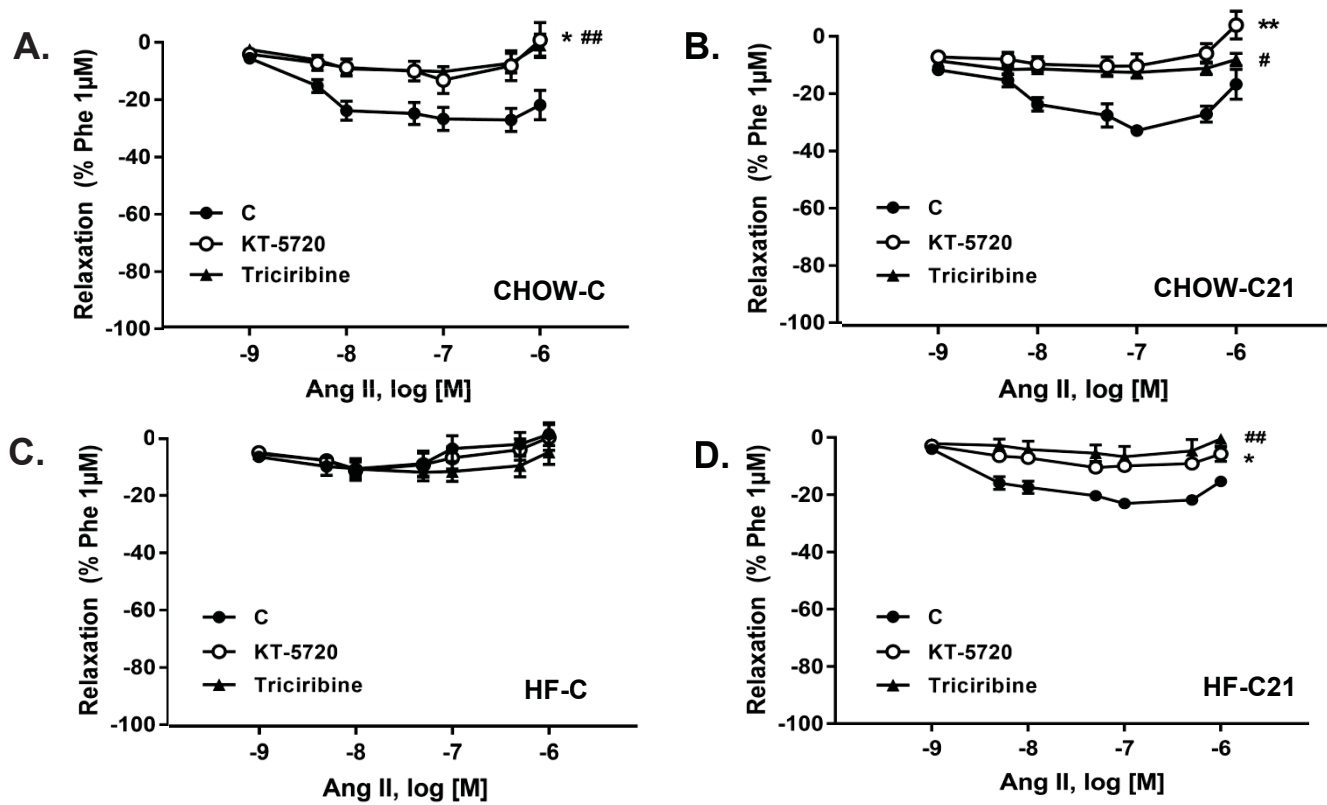 A.
Relaxation (% Phe 1µM)
0
-20
-40
-60
-80
-100
* ##
C
KT-5720
Triciribine
CHOW-C
-9 -8 -7 -6
Ang II, log [M]
B.
Relaxation (% Phe 1µM)
0
-20
-40
-60
-80
-100
**
#
C
KT-5720
Triciribine
CHOW-C21
-9 -8 -7 -6
Ang II, log [M]
C.
Relaxation (% Phe 1µM)
0
-20
-40
-60
-80
-100
C
KT-5720
Triciribine
HF-C
-9 -8 -7 -6
Ang II, log [M]
D.
Relaxation (% Phe 1µM)
0
-20
-40
-60
-80
-100
##
*
C
KT-5720
Triciribine
HF-C21
-9 -8 -7 -6
Ang II, log [M]